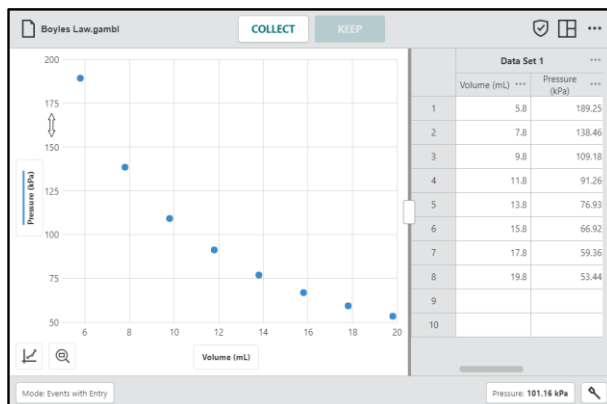 Boyles Law.gambl
COLLECT
KEEP
200
175
150
125
100
75
50
Pressure (kPa)
6 8 10 12 14 16 18 20
Volume (mL)
Data Set 1
Volume (mL) Pressure (kPa)
1 5.8 189.25
2 7.8 138.46
3 9.8 109.18
4 11.8 91.26
5 13.8 76.93
6 15.8 66.92
7 17.8 59.36
8 19.8 53.44
9
10
Mode: Events with Entry
Pressure: 101.16 kPa